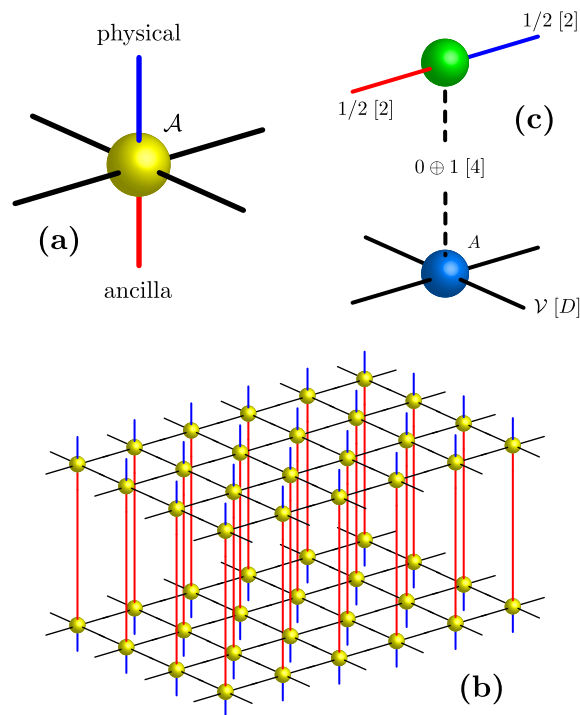 physical
𝒜
(a)
ancilla
1/2 [2]
1/2 [2]
(c)
0 ⊕ 1 [4]
A
𝒱 [D]
(b)